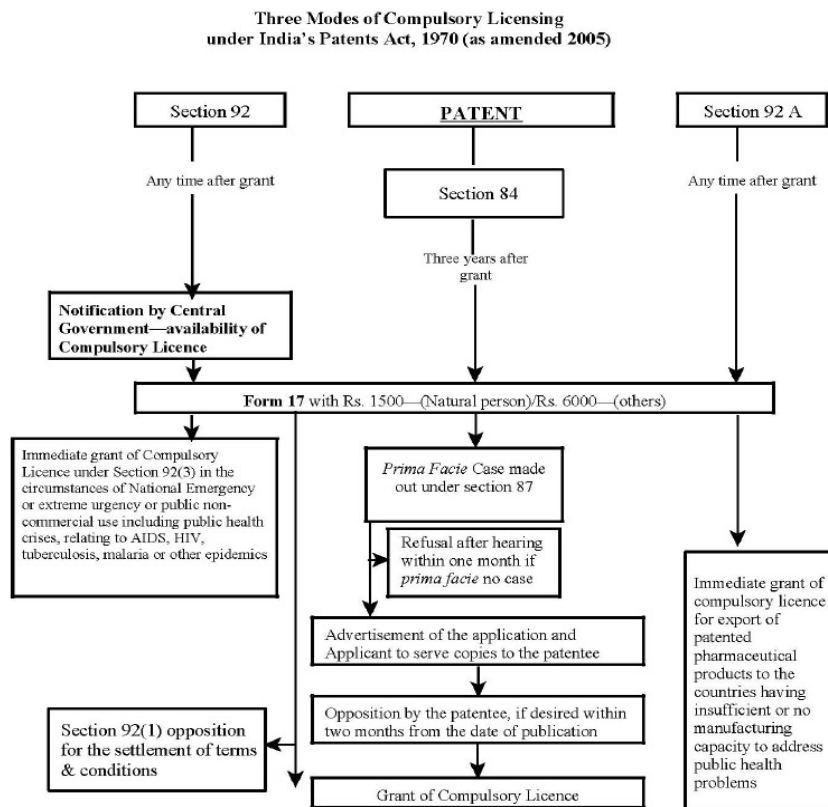 Three Modes of Compulsory Licensing
under India's Patents Act, 1970 (as amended 2005)
Section 92
PATENT
Section 92 A
Any time after grant
Section 84
Any time after grant
Three years after
grant
Notification by Central
Government—availability of
Compulsory Licence
Form 17 with Rs. 1500—(Natural person)/Rs. 6000—(others)
Immediate grant of Compulsory
Licence under Section 92(3) in the
circumstances of National Emergency
or extreme urgency or public non-
commercial use including public health
crises, relating to AIDS, HIV,
tuberculosis, malaria or other epidemics
Prima Facie Case made
out under section 87
Refusal after hearing
within one month if
prima facie no case
Advertisement of the application and
Applicant to serve copies to the patentee
Opposition by the patentee, if desired within
two months from the date of publication
Section 92(1) opposition
for the settlement of terms
& conditions
Grant of Compulsory Licence
Immediate grant of
compulsory licence
for export of
patented
pharmaceutical
products to the
countries having
insufficient or no
manufacturing
capacity to address
public health
problems